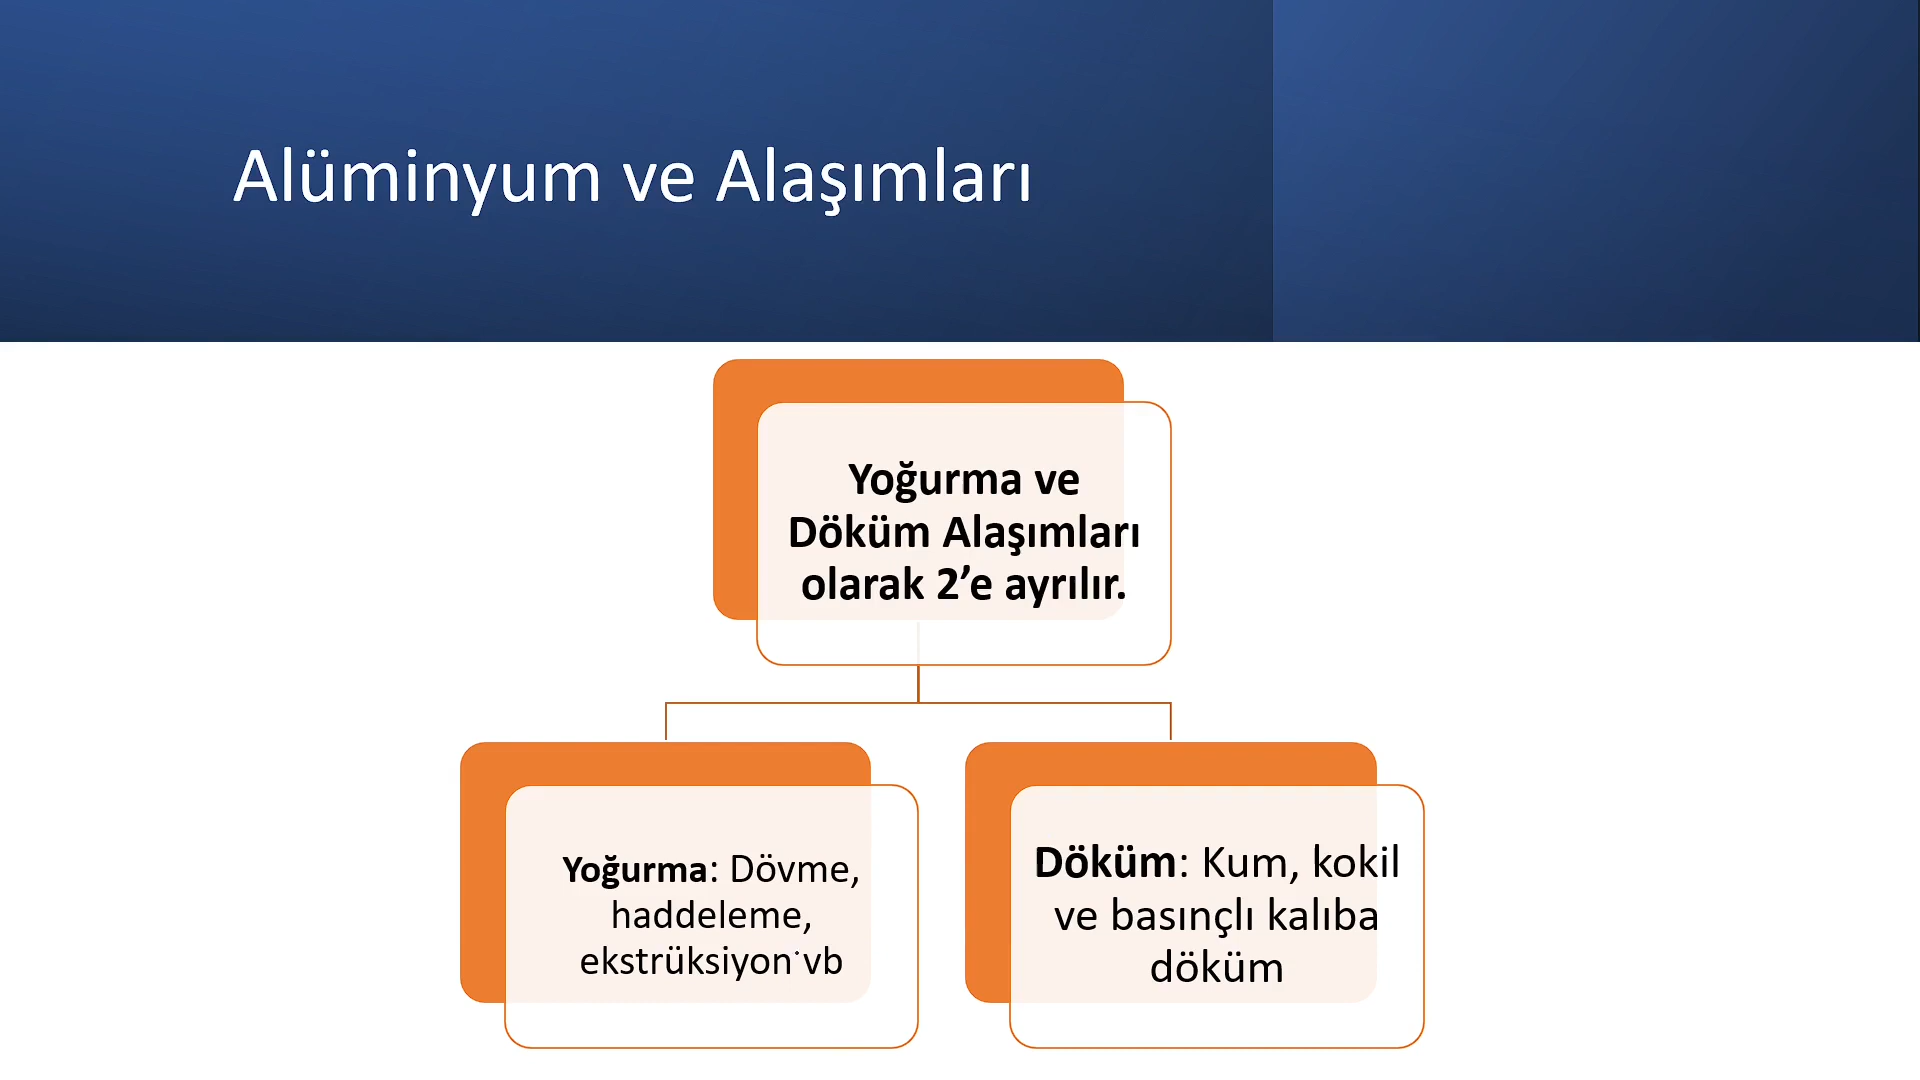 Alüminyum ve Alaşımları
Yoğurma ve
Döküm Alaşımları
olarak 2’e ayrılır.
Yoğurma: Dövme,
haddeleme,
ekstrüksiyon vb
Döküm: Kum, kokil
ve basınçlı kalıba
döküm